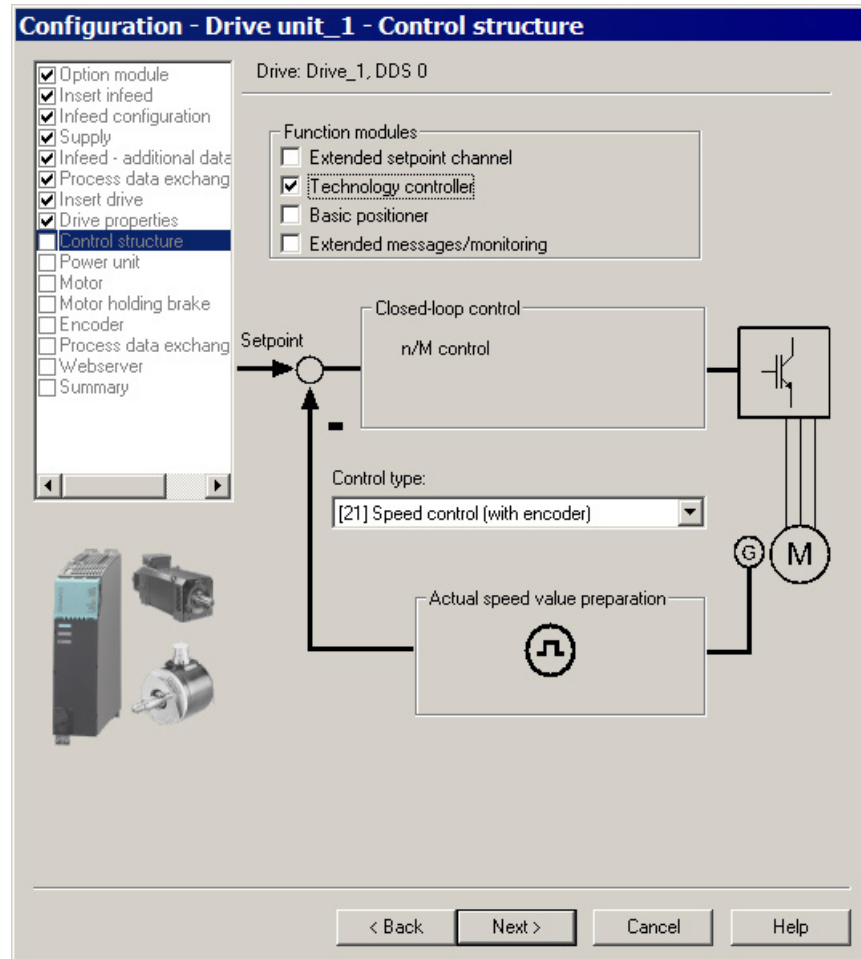 Configuration - Drive unit_1 - Control structure
Option module
Insert infeed
Infeed configuration
Supply
Infeed - additional data
Process data exchang
Insert drive
Drive properties
Control structure
Power unit
Motor
Motor holding brake
Encoder
Process data exchang
Webserver
Summary
Drive: Drive_1, DDS 0
Function modules
Extended setpoint channel
Technology controller
Basic positioner
Extended messages/monitoring
Closed-loop control
n/M control
Setpoint
Control type:
[21] Speed control (with encoder)
G
M
Actual speed value preparation
< Back
Next >
Cancel
Help